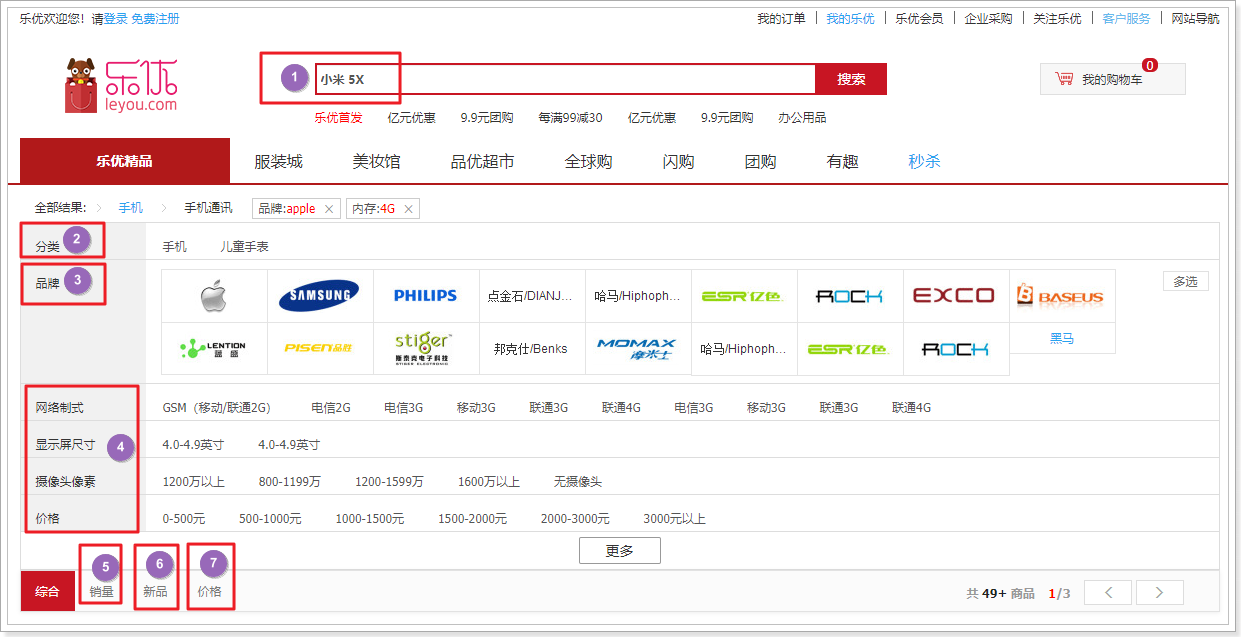 乐优欢迎您！请登录 免费注册 我的订单 我的乐优 乐优会员 企业采购 关注乐优 客户服务 网站导航
乐优
leyou.com
1 小米 5X 搜索
0
我的购物车
乐优首发 亿元优惠 9.9元团购 每满99减30 亿元优惠 9.9元团购 办公用品
乐优精品 服装城 美妆馆 品优超市 全球购 闪购 团购 有趣 秒杀
全部结果: 手机 手机通讯 品牌:apple × 内存:4G ×
分类 2 手机 儿童手表
品牌 3 SAMSUNG PHILIPS 点金石/DIANJ... 哈马/Hiphoph... ESR亿色 ROCK EXCO BASEUS 多选
LENTION 蓝盛 PISEN品胜 stiger 斯泰克电子科技 STIGER ELECTRONIC 邦克仕/Benks MOMAX 摩米士 哈马/Hiphoph... ESR亿色 ROCK 黑马
网络制式 GSM（移动/联通2G） 电信2G 电信3G 移动3G 联通3G 联通4G 电信3G 移动3G 联通3G 联通4G
显示屏尺寸 4 4.0-4.9英寸 4.0-4.9英寸
摄像头像素 1200万以上 800-1199万 1200-1599万 1600万以上 无摄像头
价格 0-500元 500-1000元 1000-1500元 1500-2000元 2000-3000元 3000元以上
更多
5 6 7
综合 销量 新品 价格 共 49+ 商品 1/3